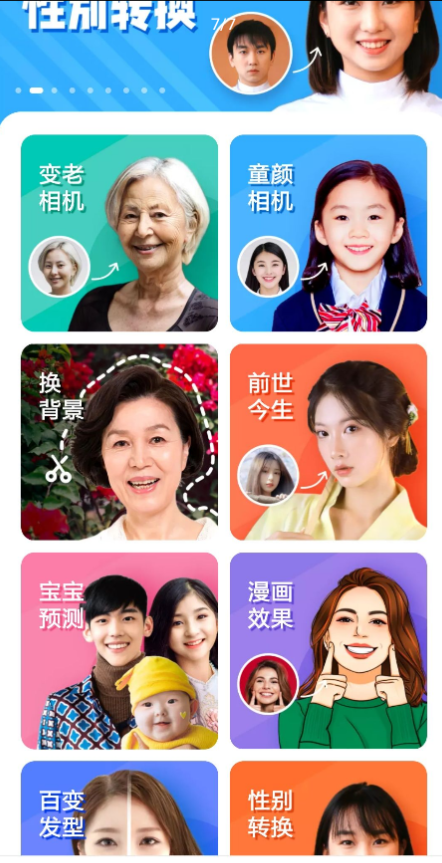 性别转换
7/7
变老
相机
童颜
相机
换
背景
前世
今生
宝宝
预测
漫画
效果
百变
发型
性别
转换